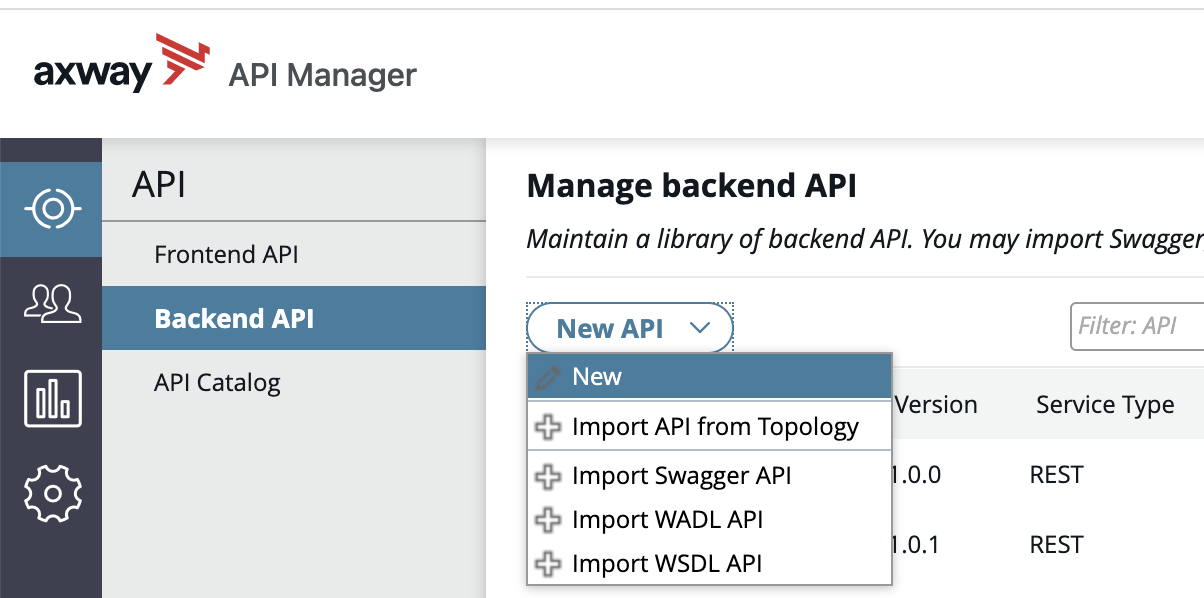 axway API Manager
API
Frontend API
Backend API
API Catalog
Manage backend API
Maintain a library of backend API. You may import Swagger
New API
Filter: API
New
Import API from Topology
Import Swagger API
Import WADL API
Import WSDL API
Version Service Type
1.0.0 REST
1.0.1 REST